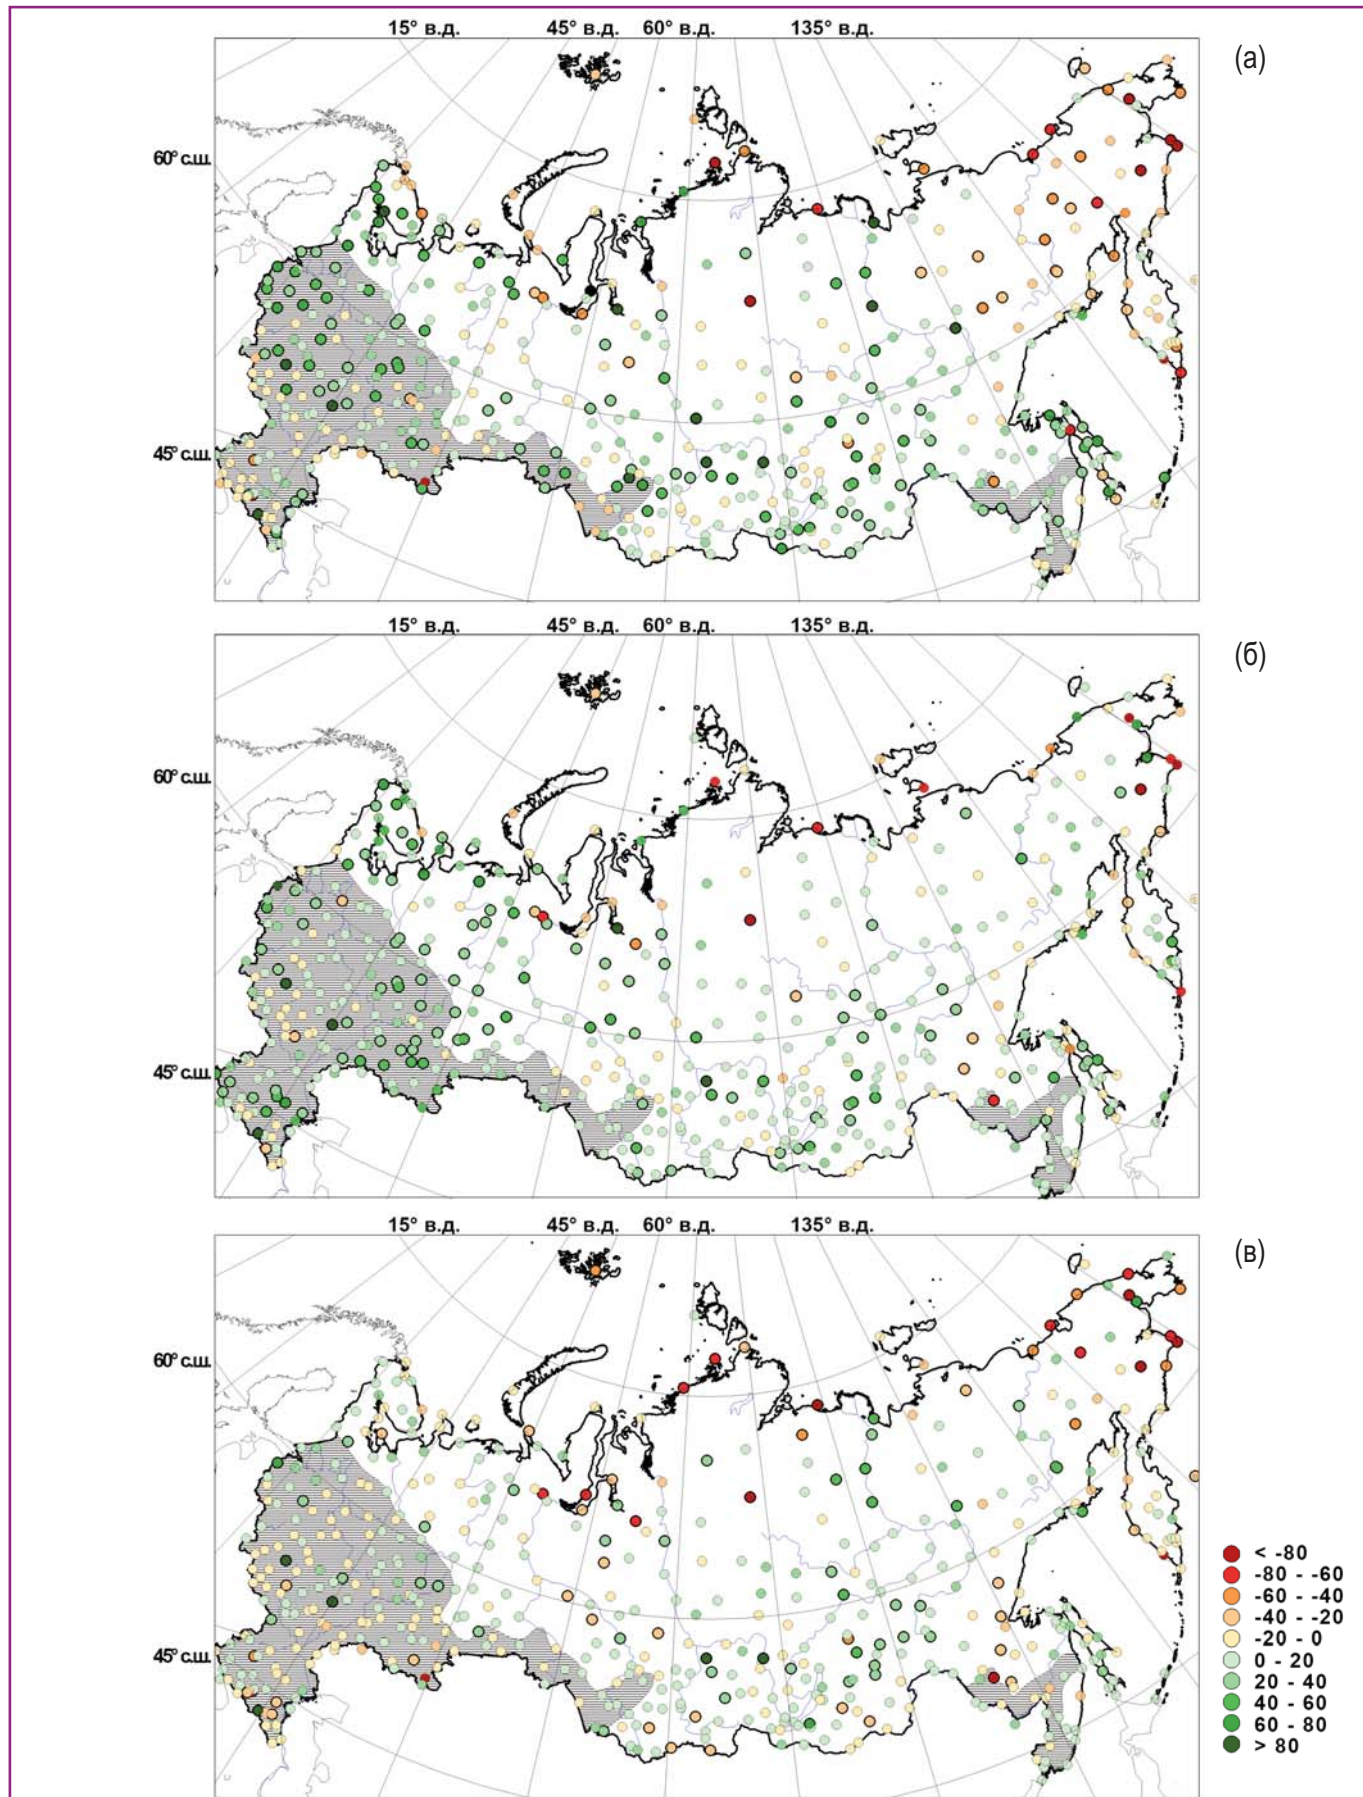 15° в.д. 45° в.д. 60° в.д. 135° в.д.
(а)
60° с.ш.
45° с.ш.
15° в.д. 45° в.д. 60° в.д. 135° в.д.
(б)
60° с.ш.
45° с.ш.
15° в.д. 45° в.д. 60° в.д. 135° в.д.
(в)
60° с.ш.
45° с.ш.
< -80
-80 - -60
-60 - -40
-40 - -20
-20 - 0
0 - 20
20 - 40
40 - 60
60 - 80
> 80